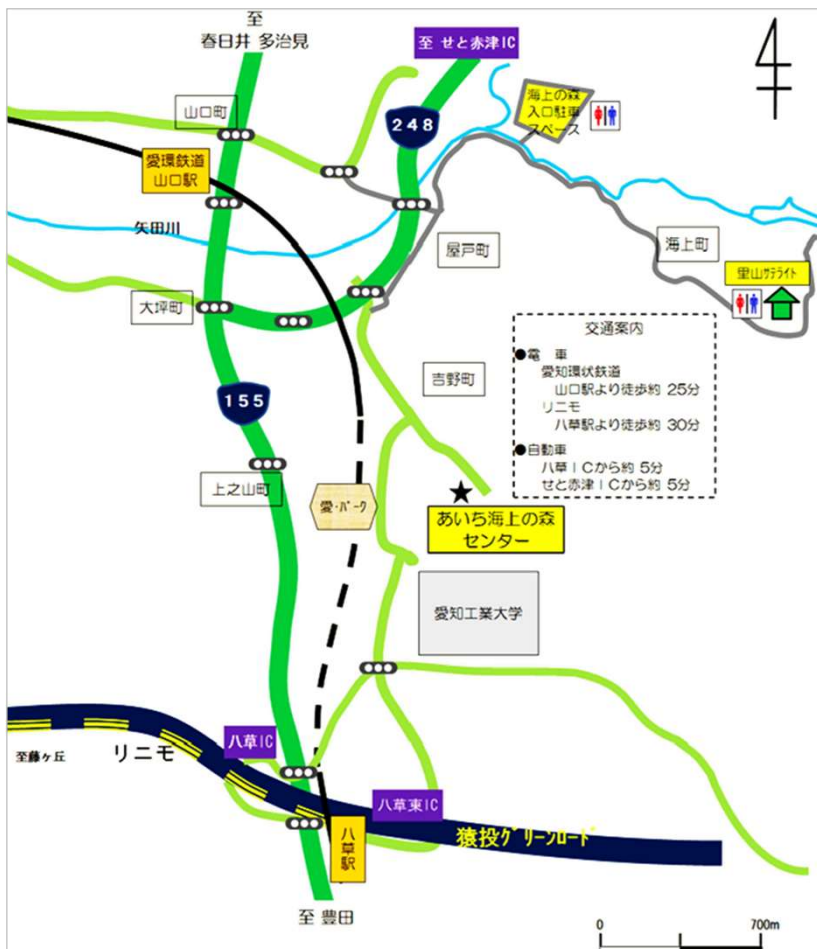 至
春日井 多治見
至 せと赤津IC
山口町
248
海上の森
入口駐車
スペース
愛環鉄道
山口駅
矢田川
屋戸町
海上町
里山サテライト
大坪町
交通案内
●電 車
愛知環状鉄道
山口駅より徒歩約 25分
リニモ
八草駅より徒歩約 30分
●自動車
八草ICから約 5分
せと赤津ICから約 5分
吉野町
155
上之山町
愛・パーク
★
あいち海上の森
センター
愛知工業大学
八草IC
至藤ヶ丘
リニモ
八草東IC
猿投グリーンロード
八草駅
至 豊田
0 700m